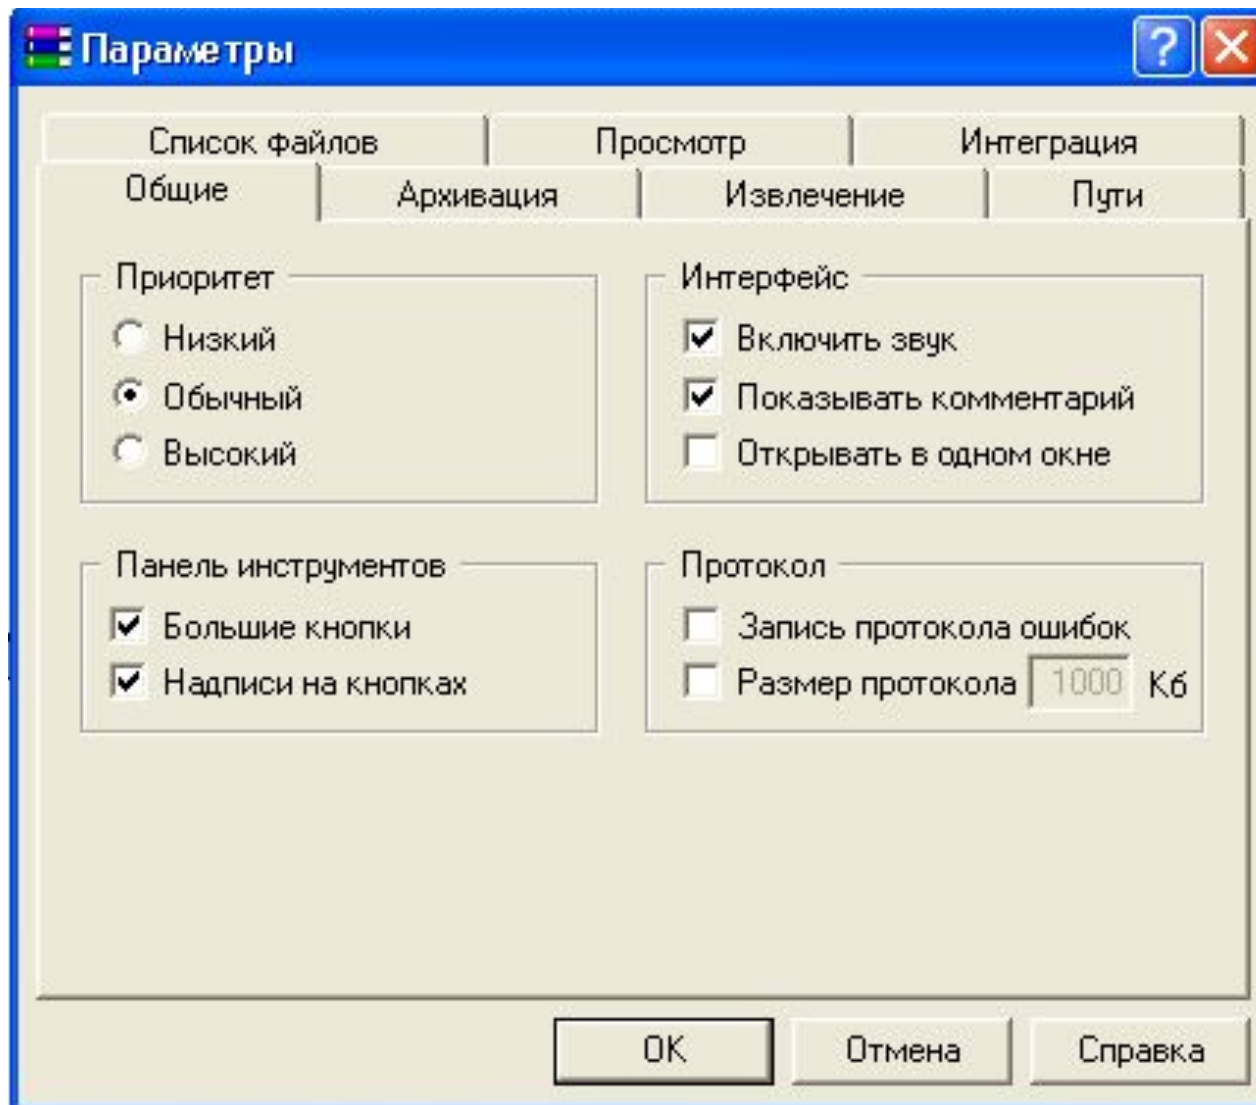 Параметры
?
Список файлов Просмотр Интеграция
Общие Архивация Извлечение Пути
Приоритет
Низкий
Обычный
Высокий
Интерфейс
Включить звук
Показывать комментарий
Открывать в одном окне
Панель инструментов
Большие кнопки
Надписи на кнопках
Протокол
Запись протокола ошибок
Размер протокола 1000 Кб
OK Отмена Справка